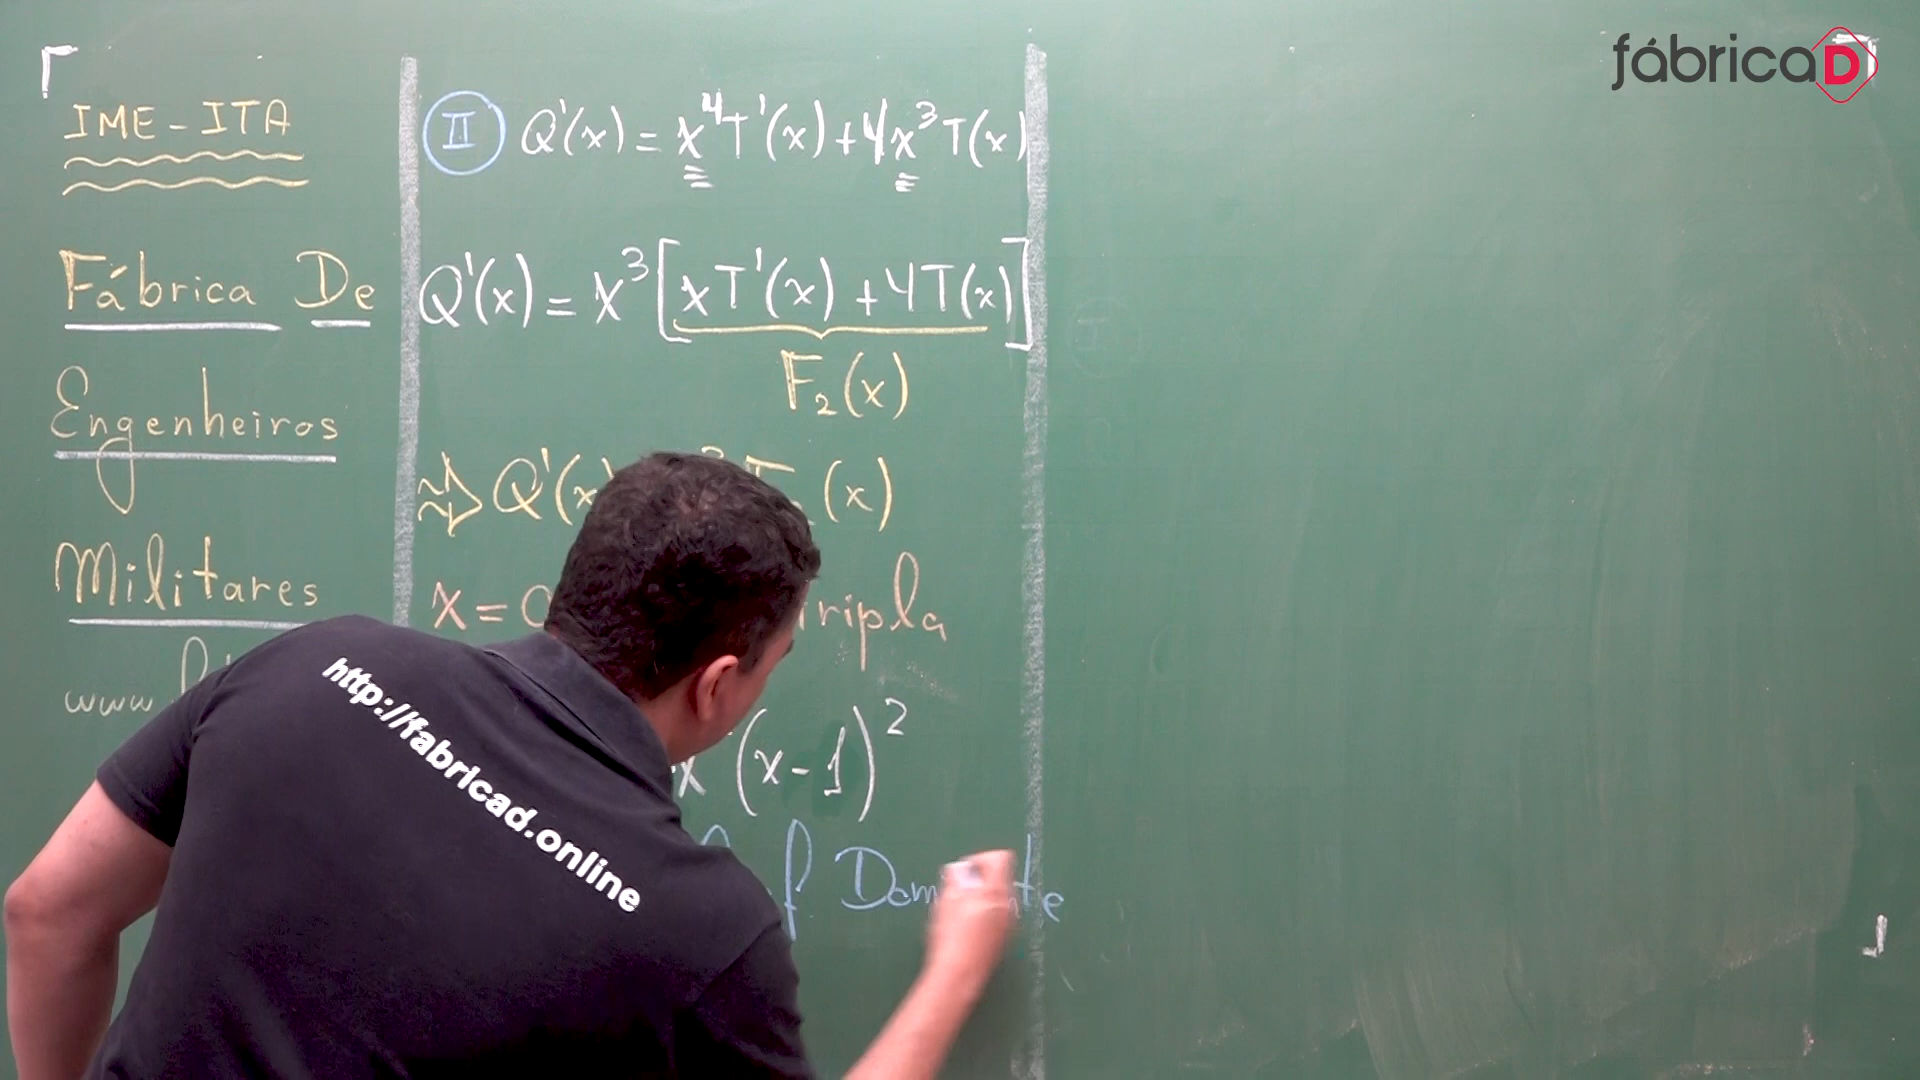 fábricaD
IME-ITA
Fábrica De
Engenheiros
Militares
www
II Q'(x) = x⁴T'(x)+4x³T(x)
Q'(x) = x³[xT'(x)+4T(x)]
F₂(x)
⇒ Q'(x (x)
x=0 tripla
x (x-1)²
http://fabricad.online